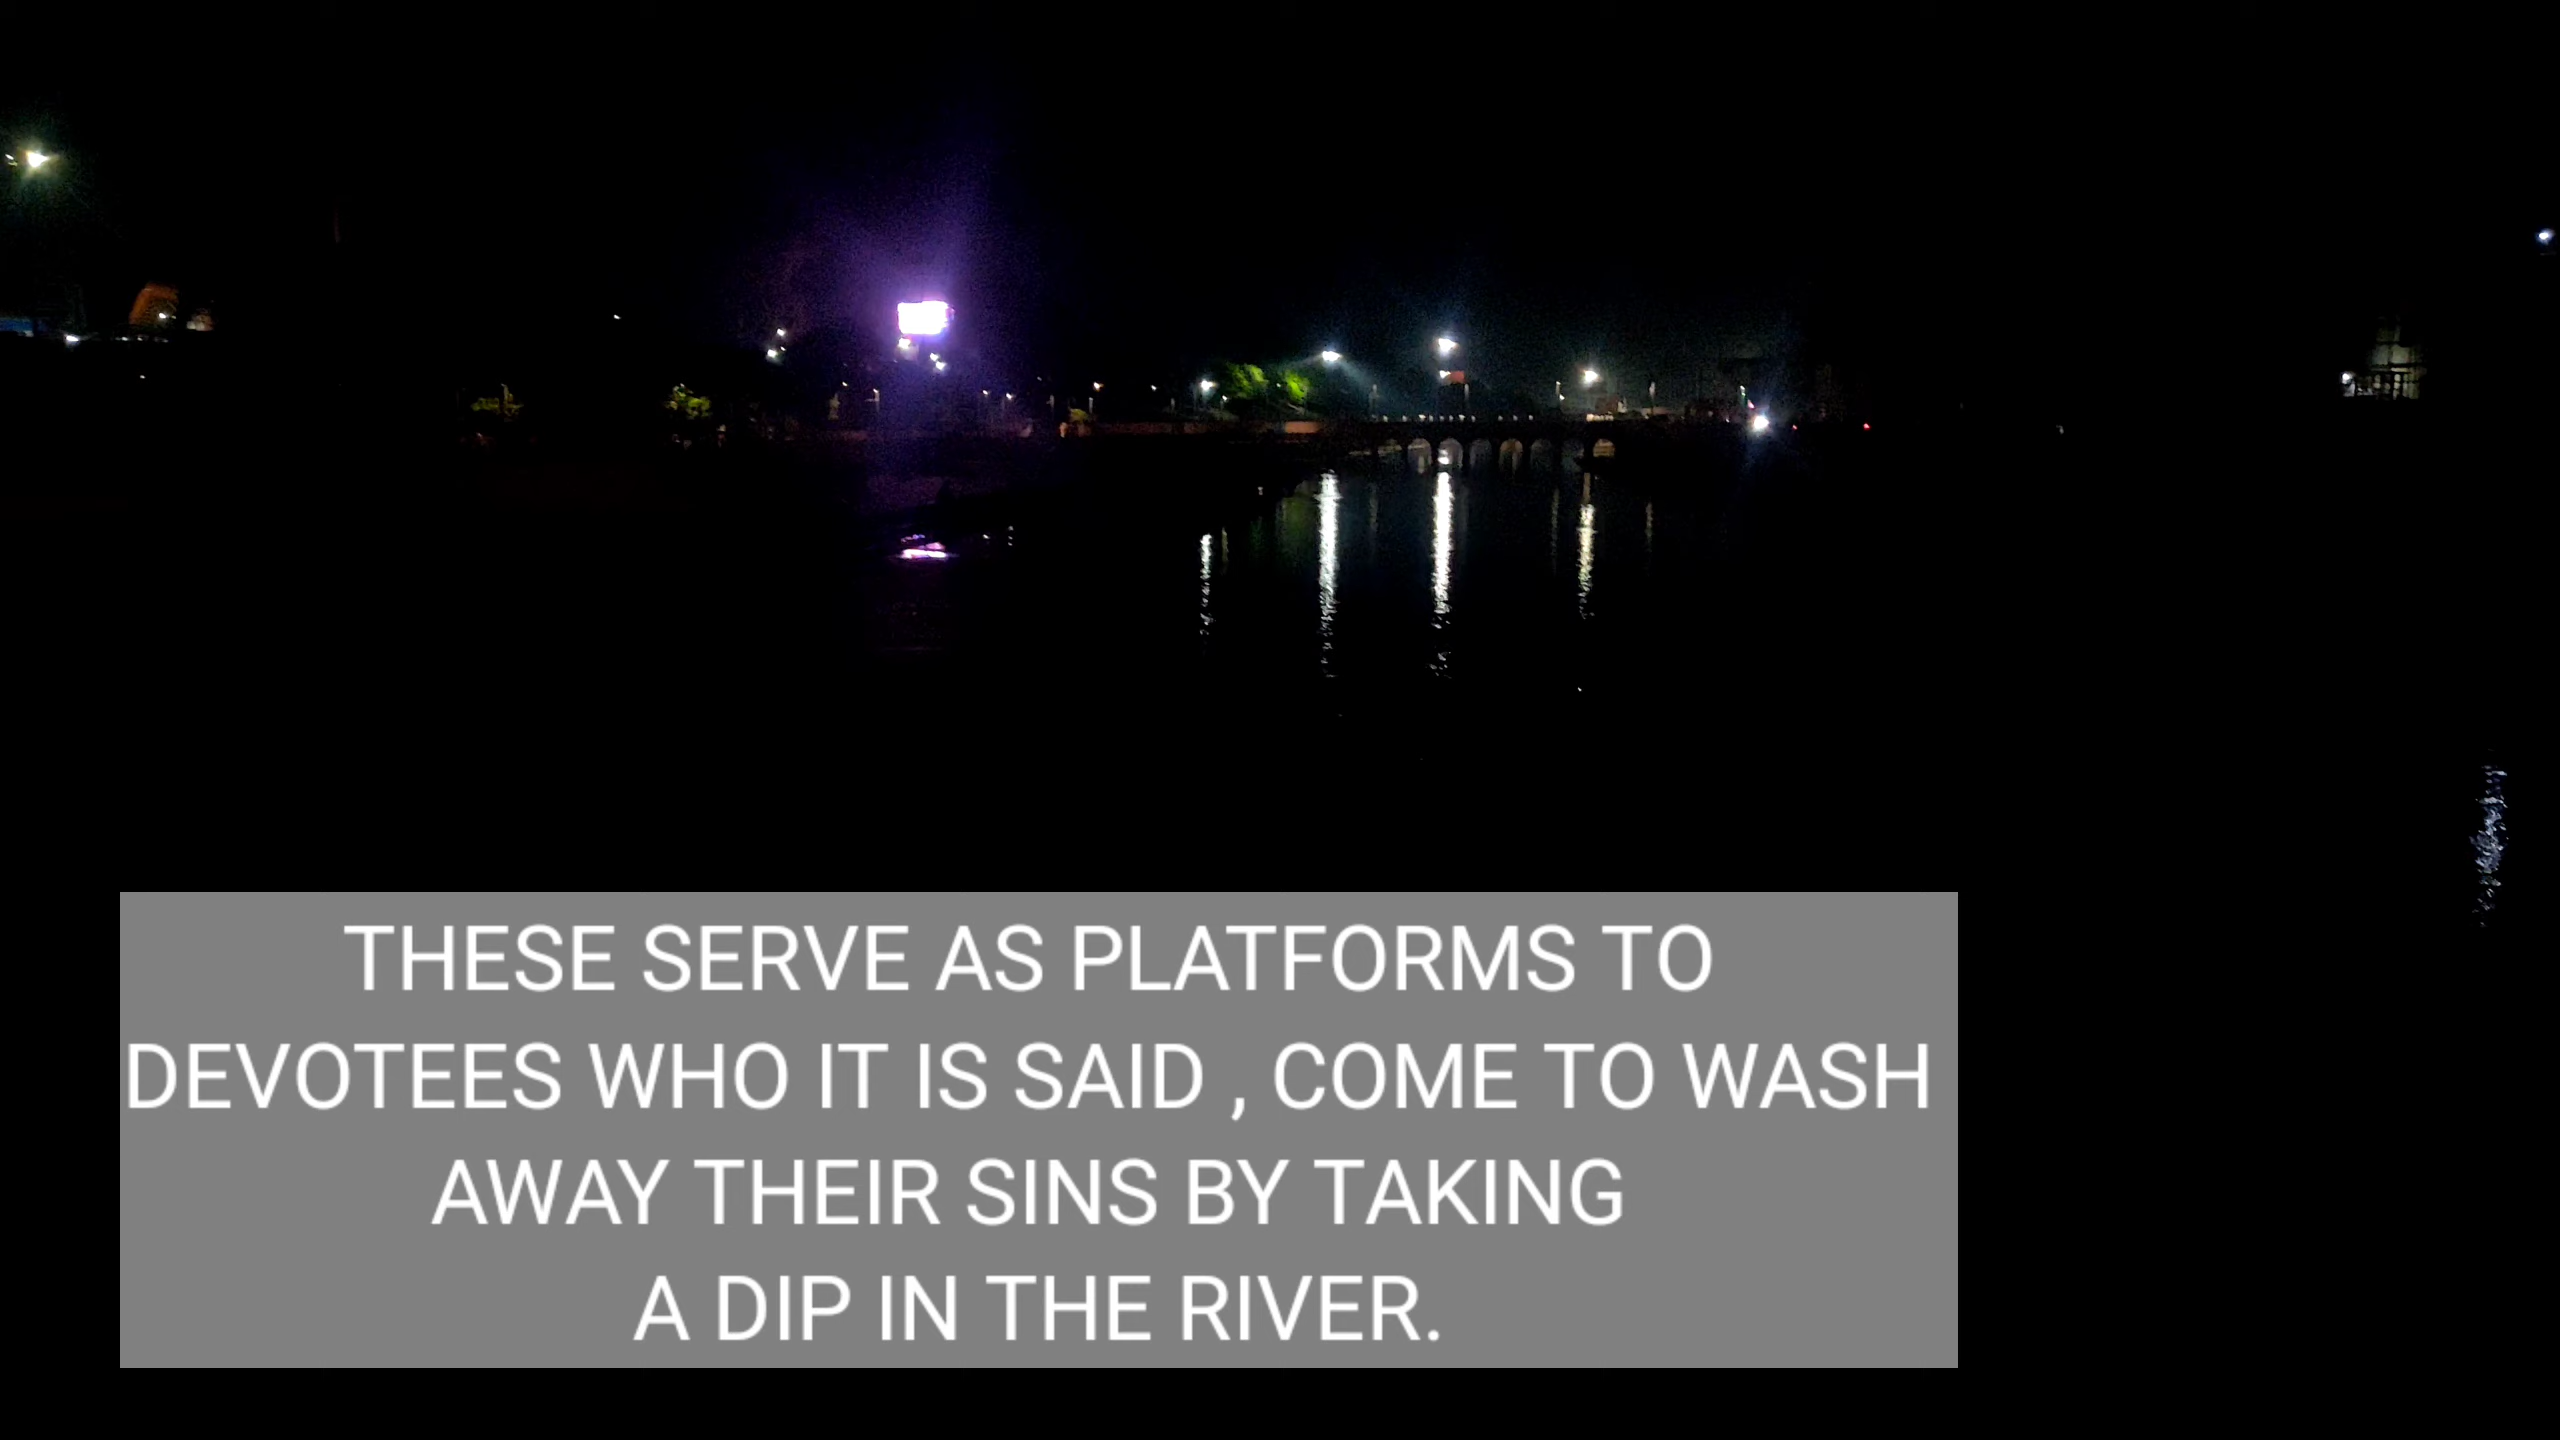 THESE SERVE AS PLATFORMS TO
DEVOTEES WHO IT IS SAID , COME TO WASH
AWAY THEIR SINS BY TAKING
A DIP IN THE RIVER.